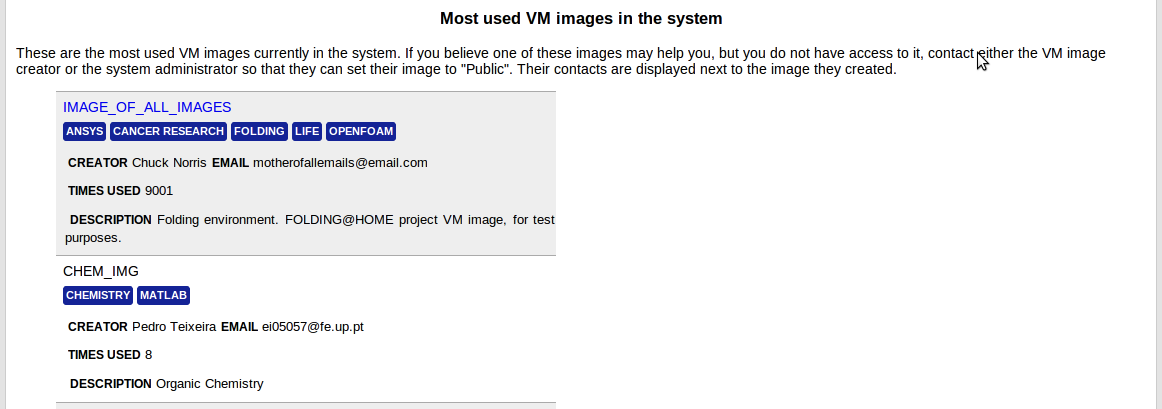 Most used VM images in the system
These are the most used VM images currently in the system. If you believe one of these images may help you, but you do not have access to it, contact either the VM image
creator or the system administrator so that they can set their image to "Public". Their contacts are displayed next to the image they created.
IMAGE_OF_ALL_IMAGES
ANSYS CANCER RESEARCH FOLDING LIFE OPENFOAM
CREATOR Chuck Norris EMAIL motherofallemails@email.com
TIMES USED 9001
DESCRIPTION Folding environment. FOLDING@HOME project VM image, for test
purposes.
CHEM_IMG
CHEMISTRY MATLAB
CREATOR Pedro Teixeira EMAIL ei05057@fe.up.pt
TIMES USED 8
DESCRIPTION Organic Chemistry